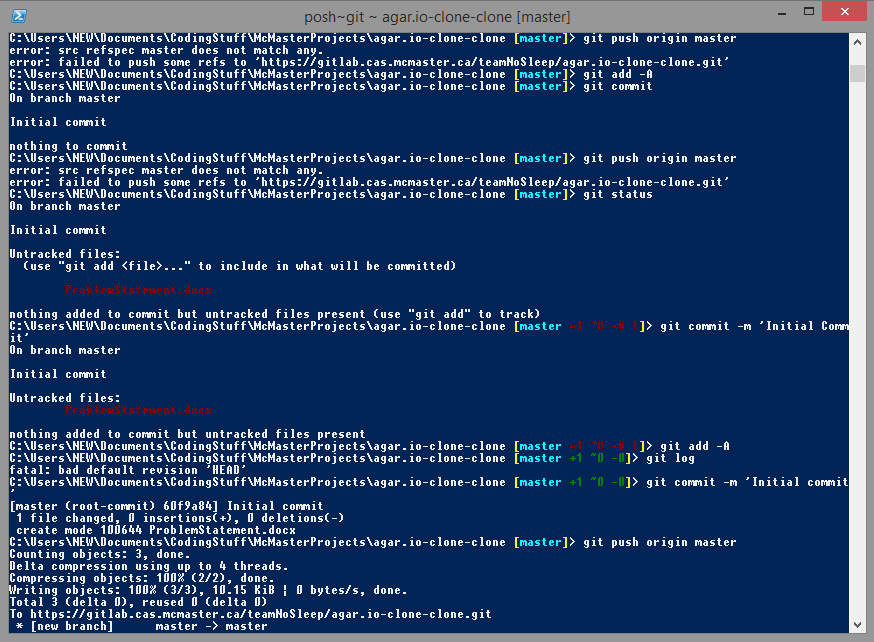 posh~git ~ agar.io-clone-clone [master]
C:\Users\NEW\Documents\CodingStuff\McMasterProjects\agar.io-clone-clone [master]> git push origin master
error: src refspec master does not match any.
error: failed to push some refs to 'https://gitlab.cas.mcmaster.ca/teamNoSleep/agar.io-clone-clone.git'
C:\Users\NEW\Documents\CodingStuff\McMasterProjects\agar.io-clone-clone [master]> git add -A
C:\Users\NEW\Documents\CodingStuff\McMasterProjects\agar.io-clone-clone [master]> git commit
On branch master
Initial commit
nothing to commit
C:\Users\NEW\Documents\CodingStuff\McMasterProjects\agar.io-clone-clone [master]> git push origin master
error: src refspec master does not match any.
error: failed to push some refs to 'https://gitlab.cas.mcmaster.ca/teamNoSleep/agar.io-clone-clone.git'
C:\Users\NEW\Documents\CodingStuff\McMasterProjects\agar.io-clone-clone [master]> git status
On branch master
Initial commit
Untracked files:
(use "git add <file>..." to include in what will be committed)
ProblemStatement.docx
nothing added to commit but untracked files present (use "git add" to track)
C:\Users\NEW\Documents\CodingStuff\McMasterProjects\agar.io-clone-clone [master +1 ~0 -0 !]> git commit -m 'Initial Comm
it'
On branch master
Initial commit
Untracked files:
ProblemStatement.docx
nothing added to commit but untracked files present
C:\Users\NEW\Documents\CodingStuff\McMasterProjects\agar.io-clone-clone [master +1 ~0 -0 !]> git add -A
C:\Users\NEW\Documents\CodingStuff\McMasterProjects\agar.io-clone-clone [master +1 ~0 -0]> git log
fatal: bad default revision 'HEAD'
C:\Users\NEW\Documents\CodingStuff\McMasterProjects\agar.io-clone-clone [master +1 ~0 -0]> git commit -m 'Initial commit
'
[master (root-commit) 60f9a84] Initial commit
1 file changed, 0 insertions(+), 0 deletions(-)
create mode 100644 ProblemStatement.docx
C:\Users\NEW\Documents\CodingStuff\McMasterProjects\agar.io-clone-clone [master]> git push origin master
Counting objects: 3, done.
Delta compression using up to 4 threads.
Compressing objects: 100% (2/2), done.
Writing objects: 100% (3/3), 10.15 KiB ¦ 0 bytes/s, done.
Total 3 (delta 0), reused 0 (delta 0)
To https://gitlab.cas.mcmaster.ca/teamNoSleep/agar.io-clone-clone.git
* [new branch]      master -> master